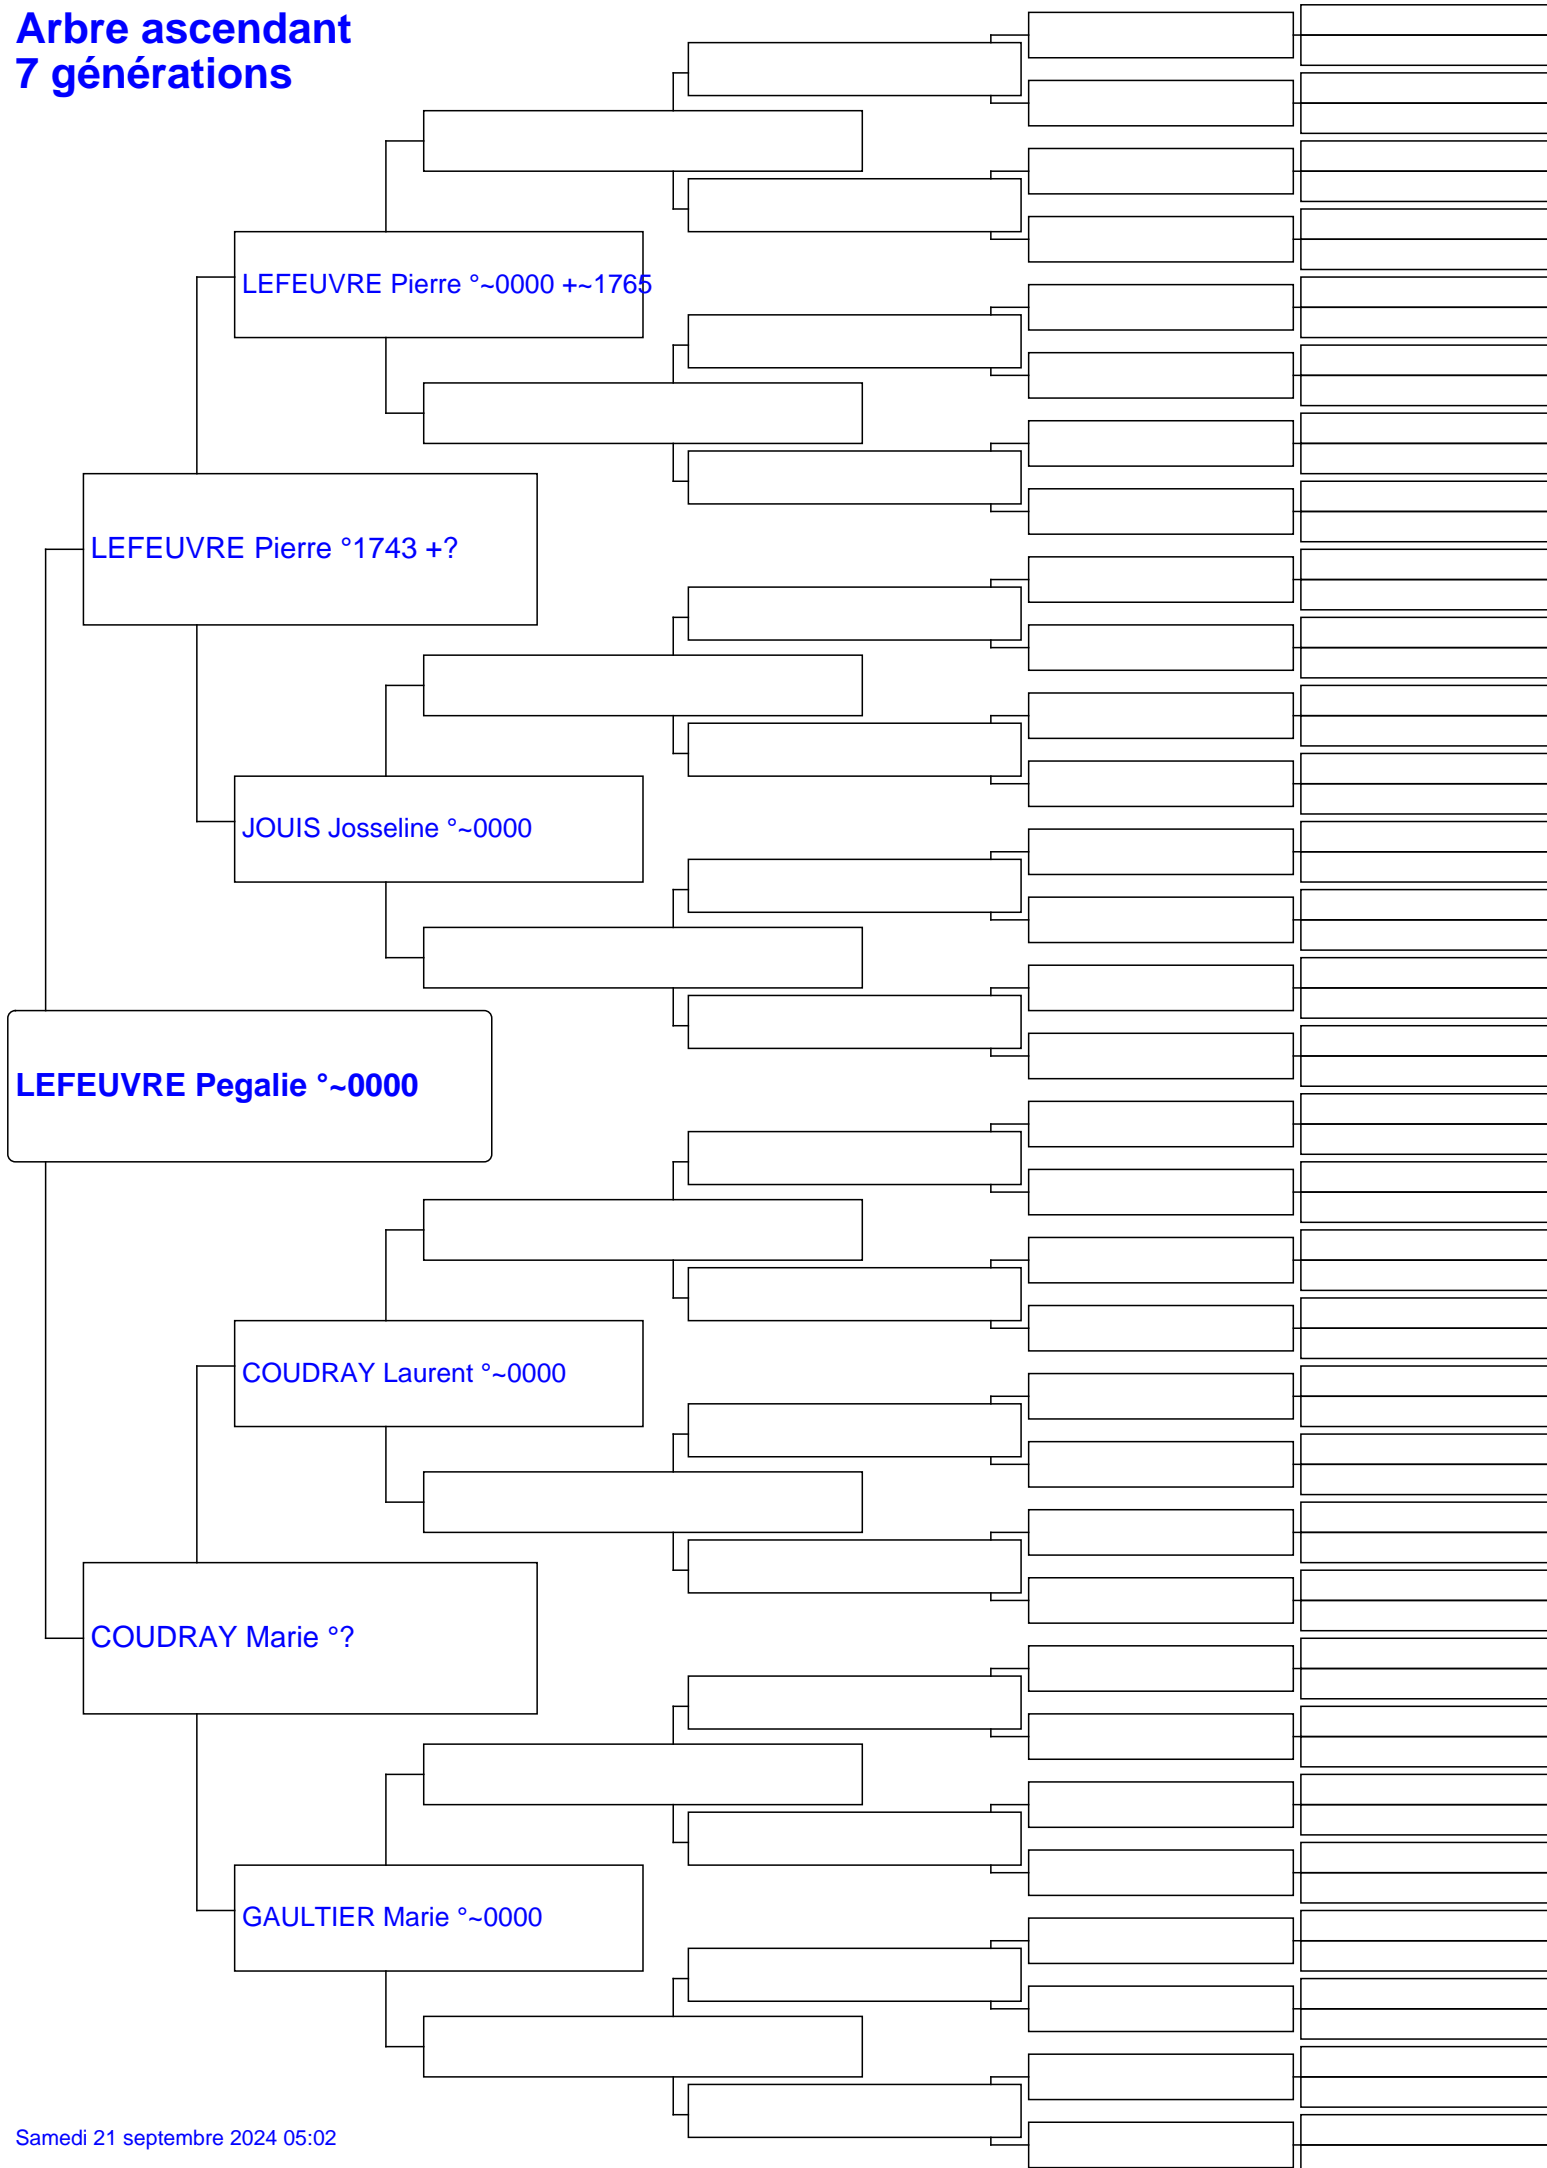 Arbre ascendant
7 générations
LEFEUVRE Pierre °~0000 +~1765
LEFEUVRE Pierre °1743 +?
JOUIS Josseline °~0000
LEFEUVRE Pegalie °~0000
COUDRAY Laurent °~0000
COUDRAY Marie °?
GAULTIER Marie °~0000
Samedi 21 septembre 2024 05:02